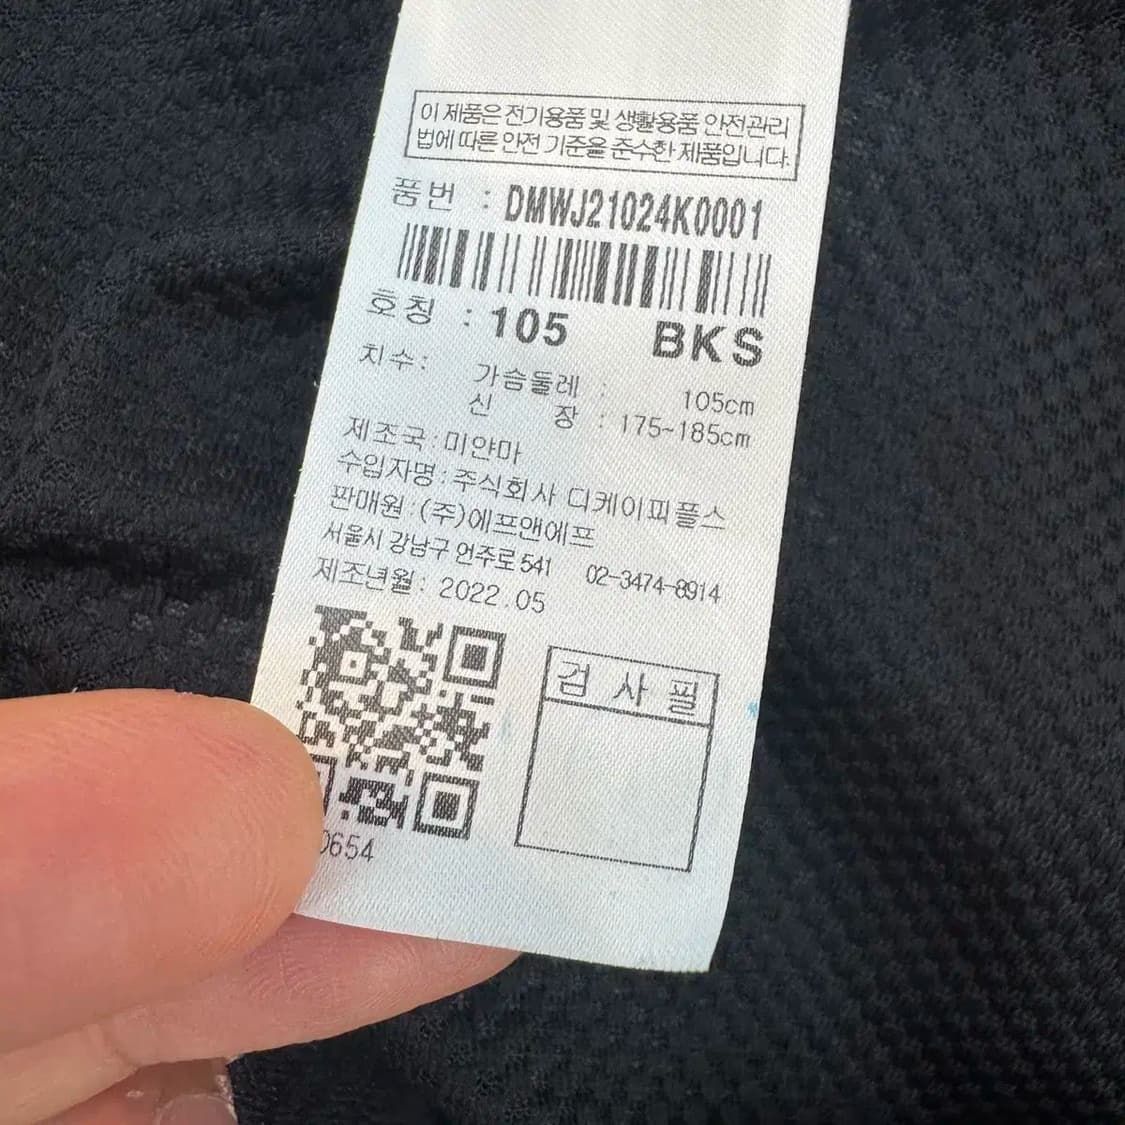 이 제품은 전기용품 및 생활용품 안전관리
법에 따른 안전 기준을 준수한 제품입니다.
품번 : DMWJ21024K0001
호칭 : 105 BKS
치수: 가슴둘레 : 105cm
신 장 : 175~185cm
제조국:미얀마
수입자명:주식회사 디케이피플스
판매원:(주)에프앤에프
서울시 강남구 언주로 541 02-3474-8914
제조년월: 2022.05
검 사 필
0654